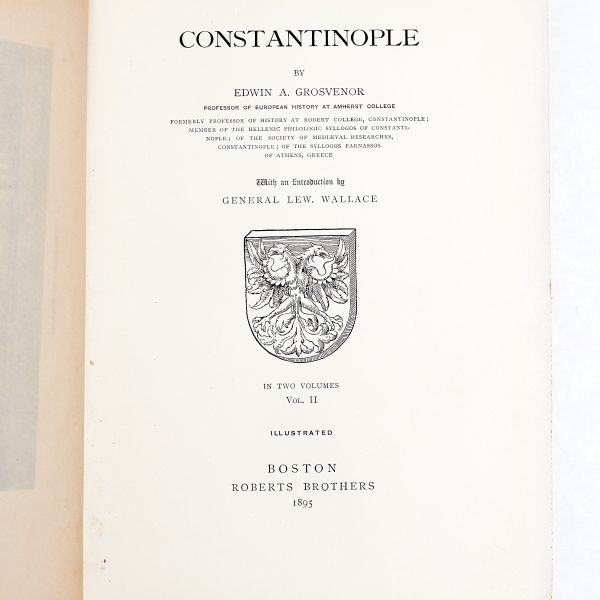 CONSTANTINOPLE
BY
EDWIN A. GROSVENOR
PROFESSOR OF EUROPEAN HISTORY AT AMHERST COLLEGE
FORMERLY PROFESSOR OF HISTORY AT ROBERT COLLEGE, CONSTANTINOPLE;
MEMBER OF THE HELLENIC PHILOLOGIC SYLLOGOS OF CONSTANTI-
NOPLE; OF THE SOCIETY OF MEDIÆVAL RESEARCHES,
CONSTANTINOPLE; OF THE SYLLOGOS PARNASSOS
OF ATHENS, GREECE
With an Introduction by
GENERAL LEW. WALLACE
IN TWO VOLUMES
VOL. II
ILLUSTRATED
BOSTON
ROBERTS BROTHERS
1895